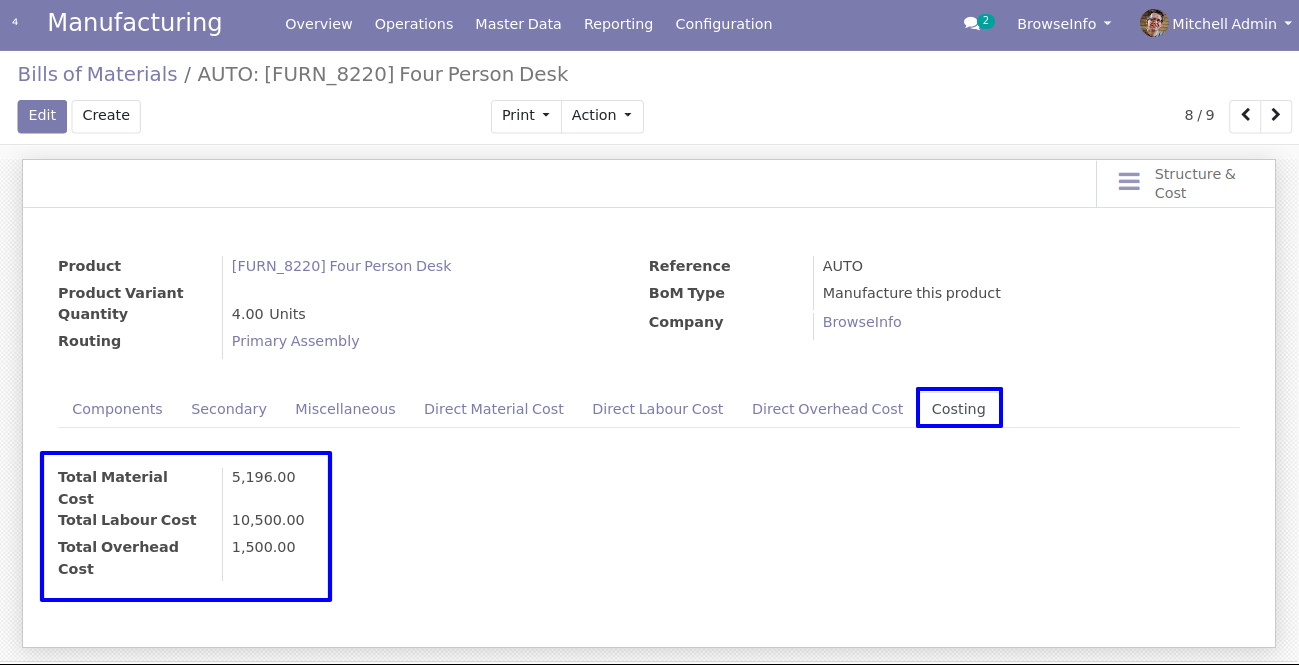 4 Manufacturing Overview Operations Master Data Reporting Configuration 2 BrowseInfo Mitchell Admin
Bills of Materials / AUTO: [FURN_8220] Four Person Desk
Edit Create Print Action 8 / 9
Structure &
Cost
Product [FURN_8220] Four Person Desk Reference AUTO
Product Variant BoM Type Manufacture this product
Quantity 4.00 Units Company BrowseInfo
Routing Primary Assembly
Components Secondary Miscellaneous Direct Material Cost Direct Labour Cost Direct Overhead Cost Costing
Total Material 5,196.00
Cost
Total Labour Cost 10,500.00
Total Overhead 1,500.00
Cost